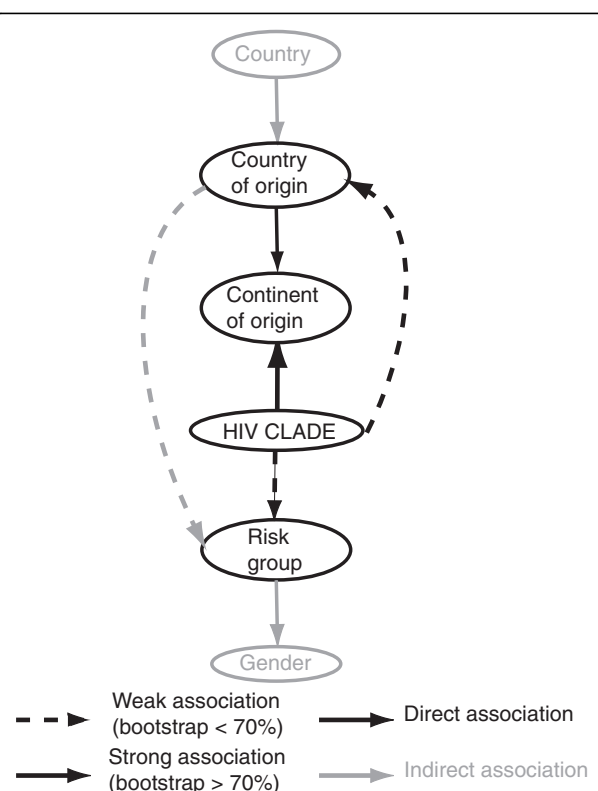 Country
Country
of origin
Continent
of origin
HIV CLADE
Risk
group
Gender
Weak association
(bootstrap < 70%)
Direct association
Strong association
(bootstrap > 70%)
Indirect association